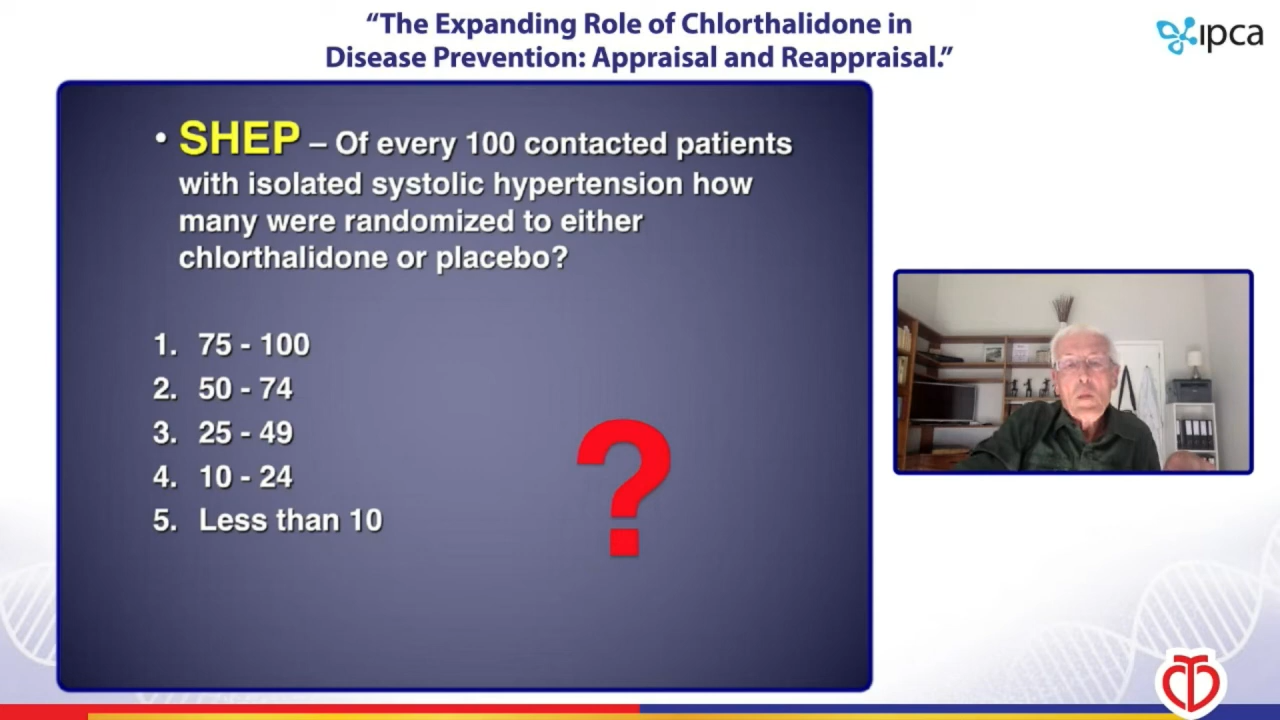 “The Expanding Role of Chlorthalidone in
Disease Prevention: Appraisal and Reappraisal.”
ipca
• SHEP – Of every 100 contacted patients
with isolated systolic hypertension how
many were randomized to either
chlorthalidone or placebo?
1. 75 - 100
2. 50 - 74
3. 25 - 49
4. 10 - 24
5. Less than 10
?